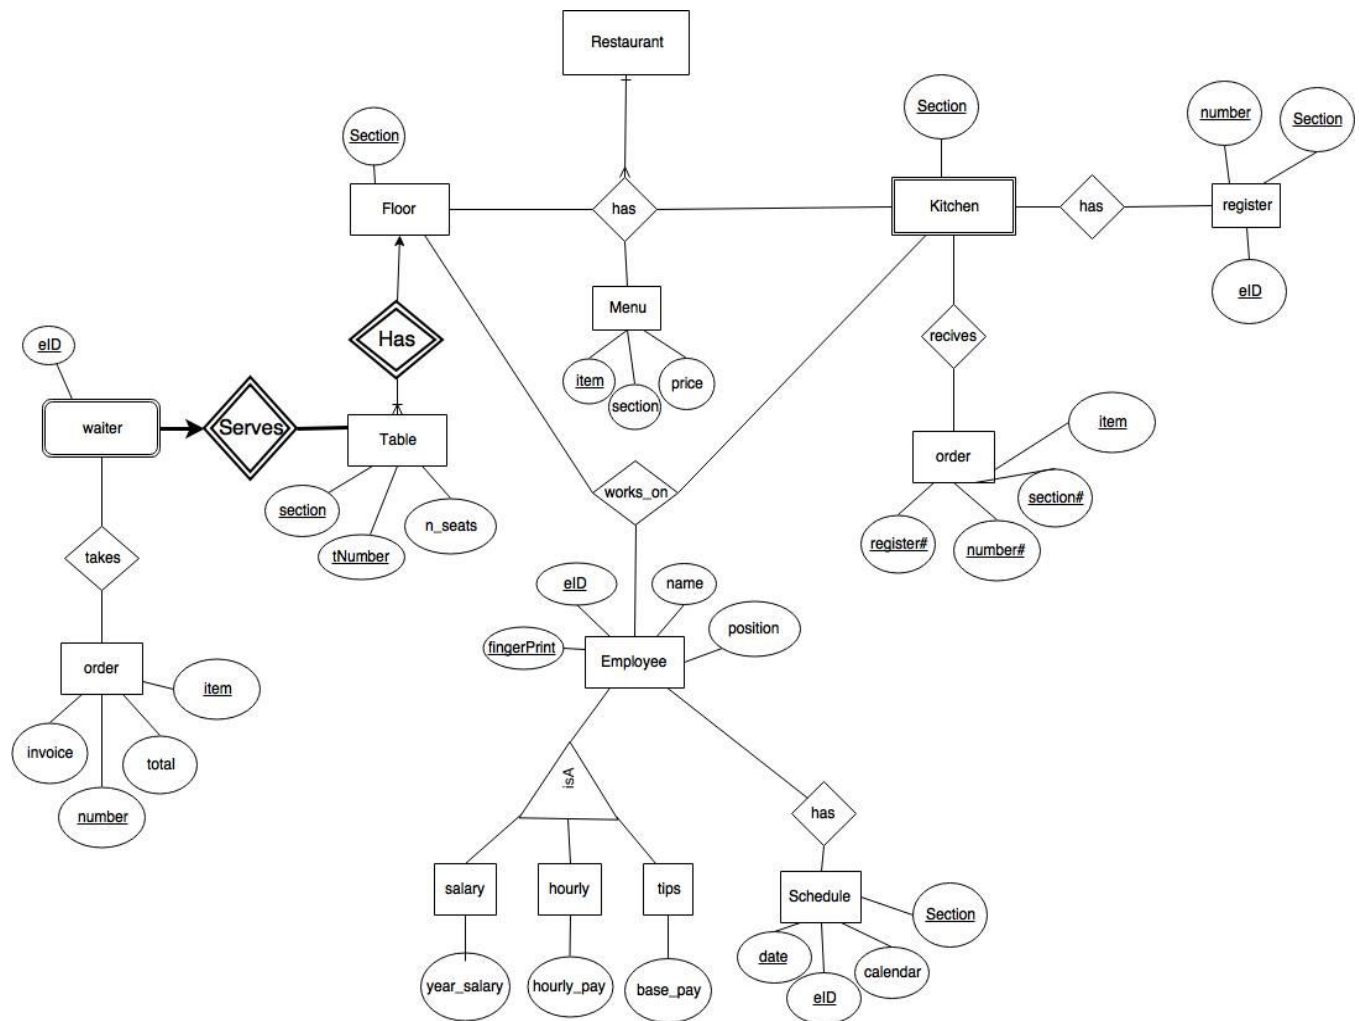 Restaurant
Section
number
Section
Section
Floor
has
Kitchen
has
register
eID
Menu
Has
recives
eID
item
section
price
waiter
Serves
Table
order
item
section#
register#
number#
works_on
section
tNumber
n_seats
takes
eID
name
fingerPrint
position
Employee
order
item
invoice
total
number
isA
has
salary
hourly
tips
Schedule
Section
date
calendar
eID
year_salary
hourly_pay
base_pay